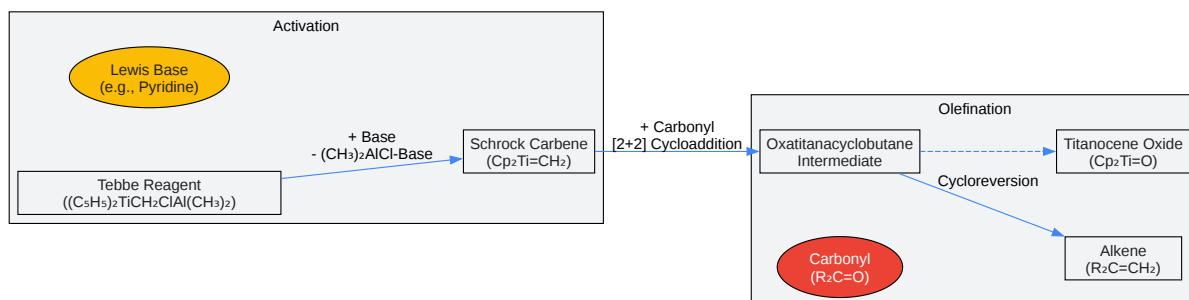 Activation
Lewis Base
(e.g., Pyridine)
+ Base
- (CH₃)₂AlCl-Base
Tebbe Reagent
((C₅H₅)₂TiCH₂ClAl(CH₃)₂)
Schrock Carbene
(Cp₂Ti=CH₂)
+ Carbonyl
[2+2] Cycloaddition
Olefination
Oxatitanacyclobutane
Intermediate
Titanocene Oxide
(Cp₂Ti=O)
Cycloreversion
Carbonyl
(R₂C=O)
Alkene
(R₂C=CH₂)